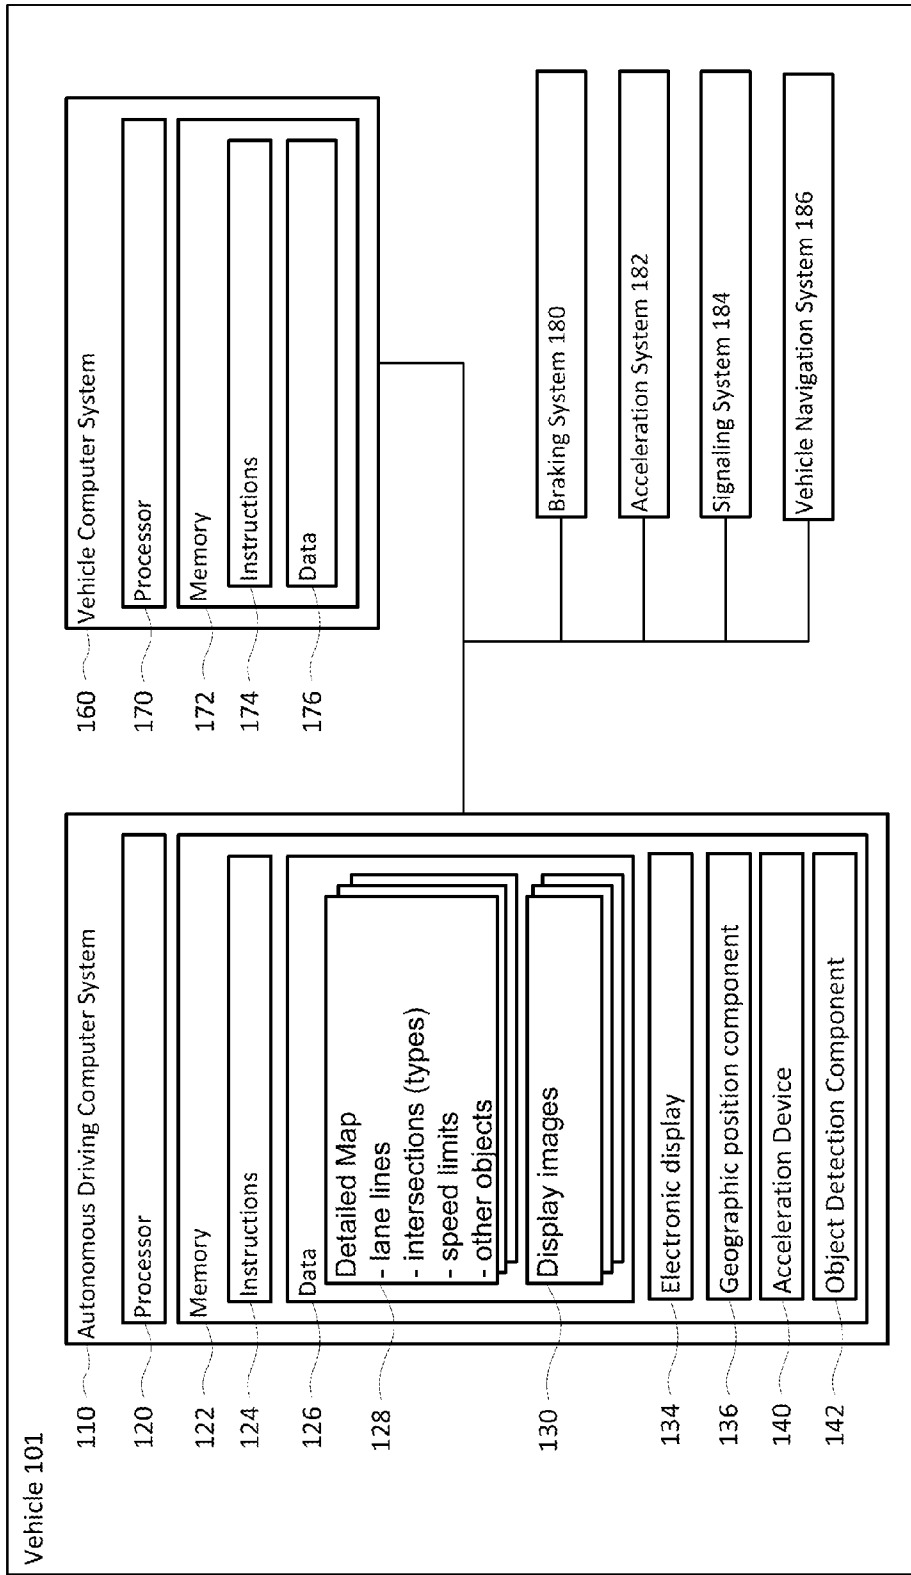 Vehicle 101
110
Autonomous Driving Computer System
120
Processor
122
Memory
124
Instructions
126
Data
128
Detailed Map
- lane lines
- intersections (types)
- speed limits
- other objects
130
Display images
134
Electronic display
136
Geographic position component
140
Acceleration Device
142
Object Detection Component
160
Vehicle Computer System
170
Processor
172
Memory
174
Instructions
176
Data
Braking System 180
Acceleration System 182
Signaling System 184
Vehicle Navigation System 186